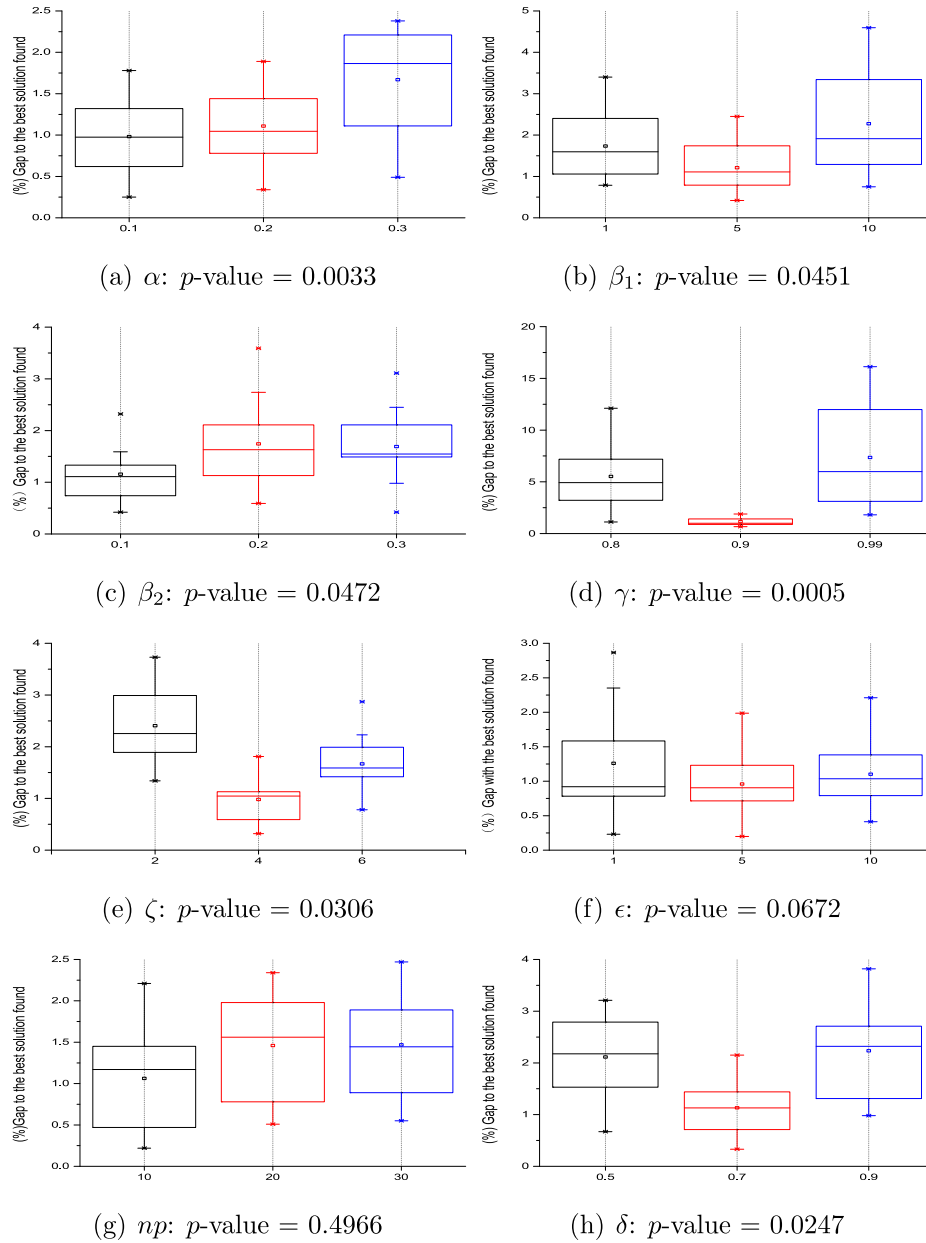 (%) Gap to the best solution found
2.5
2.0
1.5
1.0
0.5
0.0
0.1 0.2 0.3
(a) α: p-value = 0.0033
(%) Gap to the best solution found
5
4
3
2
1
0
1 5 10
(b) β₁: p-value = 0.0451
(%) Gap to the best solution found
4
3
2
1
0
0.1 0.2 0.3
(c) β₂: p-value = 0.0472
(%) Gap to the best solution found
20
15
10
5
0
0.8 0.9 0.99
(d) γ: p-value = 0.0005
(%) Gap to the best solution found
4
3
2
1
0
2 4 6
(e) ζ: p-value = 0.0306
(%) Gap with the best solution found
3.0
2.5
2.0
1.5
1.0
0.5
0.0
1 5 10
(f) ϵ: p-value = 0.0672
(%)Gap to the best solution found
2.5
2.0
1.5
1.0
0.5
0.0
10 20 30
(g) np: p-value = 0.4966
(%) Gap to the best solution found
4
3
2
1
0
0.5 0.7 0.9
(h) δ: p-value = 0.0247